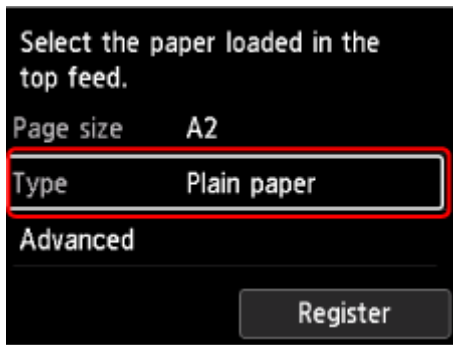 Select the paper loaded in the
top feed.
Page size A2
Type Plain paper
Advanced
Register